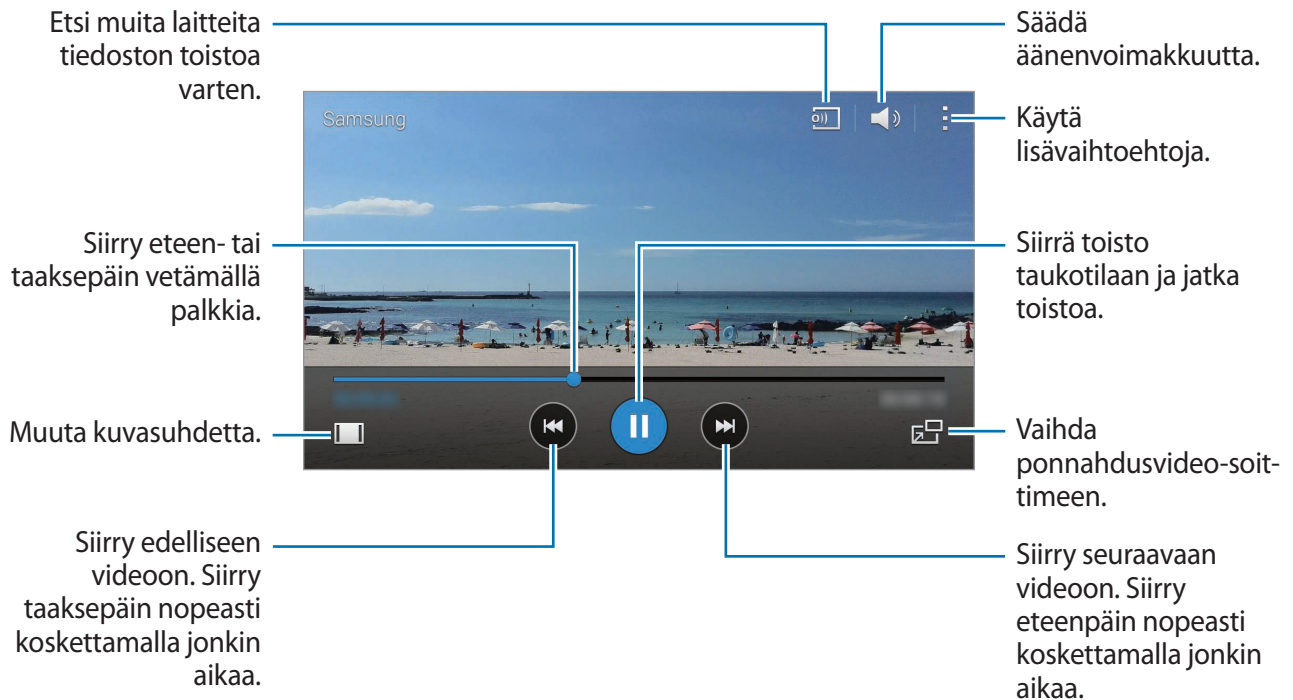 Etsi muita laitteita
tiedoston toistoa
varten.
Säädä
äänenvoimakkuutta.
Samsung
Käytä
lisävaihtoehtoja.
Siirry eteen- tai
taaksepäin vetämällä
palkkia.
Siirrä toisto
taukotilaan ja jatka
toistoa.
Muuta kuvasuhdetta.
Vaihda
ponnahdusvideo-soit-
timeen.
Siirry edelliseen
videoon. Siirry
taaksepäin nopeasti
koskettamalla jonkin
aikaa.
Siirry seuraavaan
videoon. Siirry
eteenpäin nopeasti
koskettamalla jonkin
aikaa.